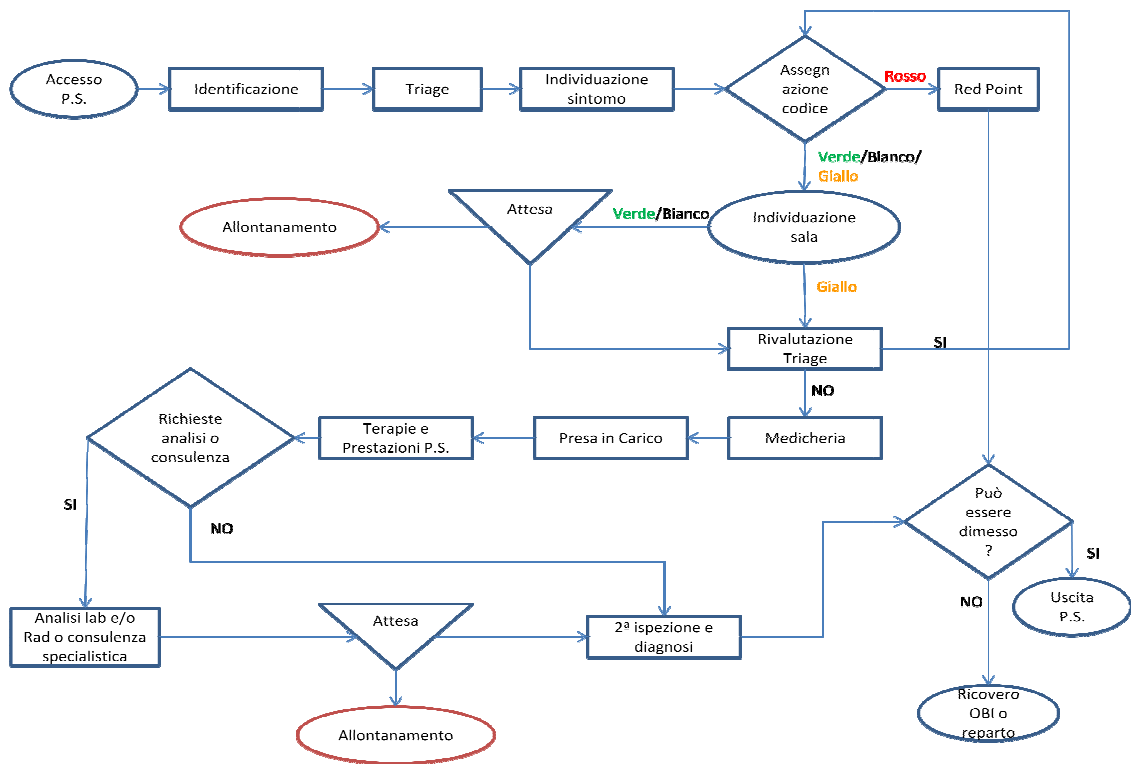 Accesso
P.S.
Identificazione
Triage
Individuazione
sintomo
Assegn
azione
codice
Rosso
Red Point
Verde/Bianco/
Giallo
Allontanamento
Attesa
Verde/Bianco
Individuazione
sala
Giallo
Rivalutazione
Triage
SI
NO
Richieste
analisi o
consulenza
Terapie e
Prestazioni P.S.
Presa in Carico
Medicheria
SI
NO
Può
essere
dimesso
?
SI
NO
Uscita
P.S.
Analisi lab e/o
Rad o consulenza
specialistica
Attesa
2ª ispezione e
diagnosi
Allontanamento
Ricovero
OBI o
reparto